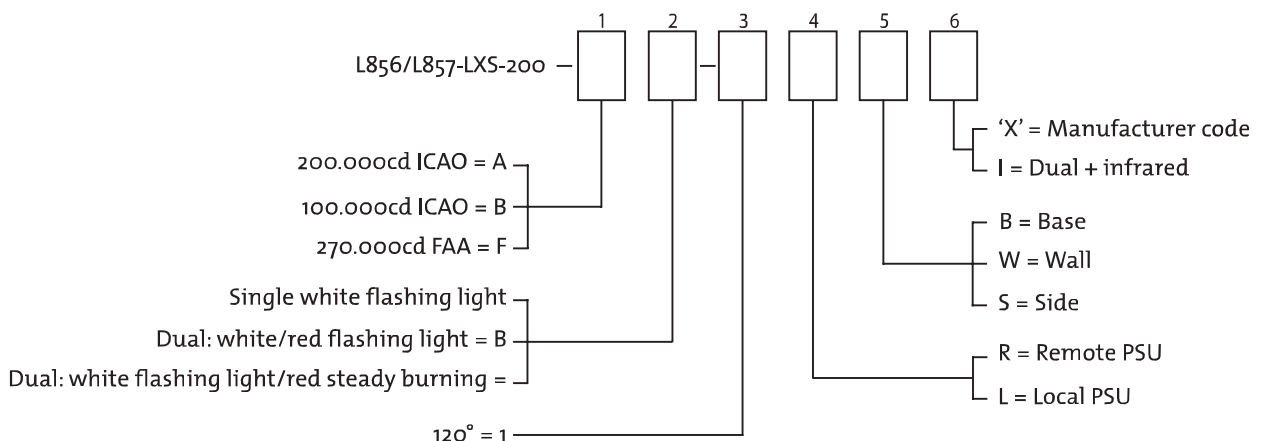 1 2 3 4 5 6
L856/L857-LXS-200 – –
'X' = Manufacturer code
I = Dual + infrared
200.000cd ICAO = A
100.000cd ICAO = B
270.000cd FAA = F
B = Base
W = Wall
S = Side
Single white flashing light
Dual: white/red flashing light = B
Dual: white flashing light/red steady burning =
R = Remote PSU
L = Local PSU
120° = 1